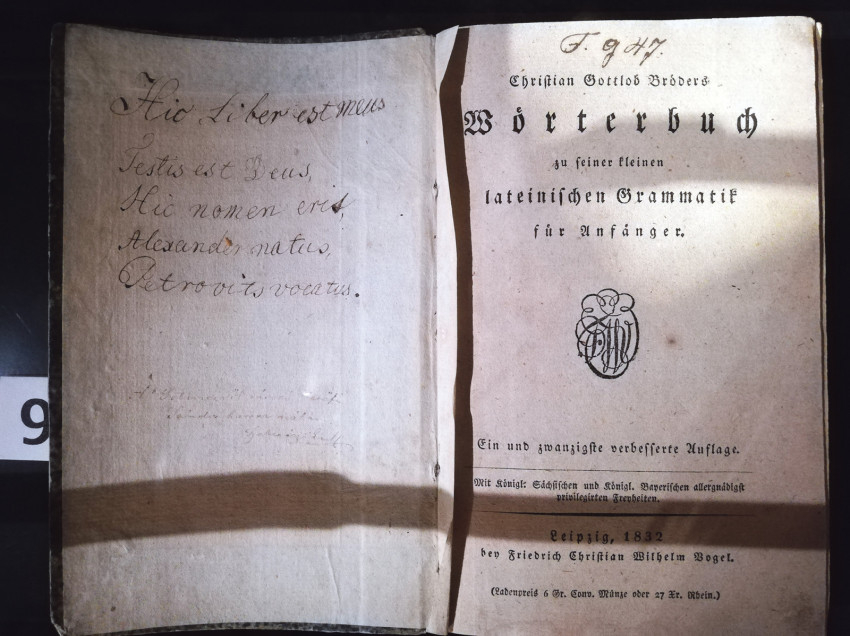 Hic Liber est meus
Testis est Deus,
Hic nomen erit,
Alexander natus,
Petrovits vocatus.
9
F. g 47.
Christian Gottlob Bröders
Wörterbuch
zu seiner kleinen
lateinischen Grammatik
für Anfänger.
Ein und zwanzigste verbesserte Auflage.
Mit Königl: Sächsischen und Königl. Bayerischen allergnädigst
privilegirten Freyheiten.
Leipzig, 1832
bey Friedrich Christian Wilhelm Vogel.
(Ladenpreis 6 Gr. Conv. Münze oder 27 Xr. Rhein.)